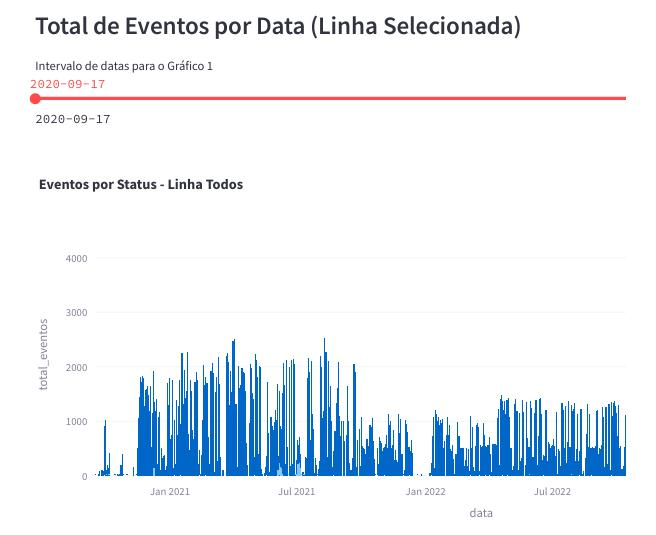 Total de Eventos por Data (Linha Selecionada)
Intervalo de datas para o Gráfico 1
2020-09-17
2020-09-17
Eventos por Status - Linha Todos
4000
3000
2000
1000
0
total_eventos
Jan 2021
Jul 2021
Jan 2022
Jul 2022
data